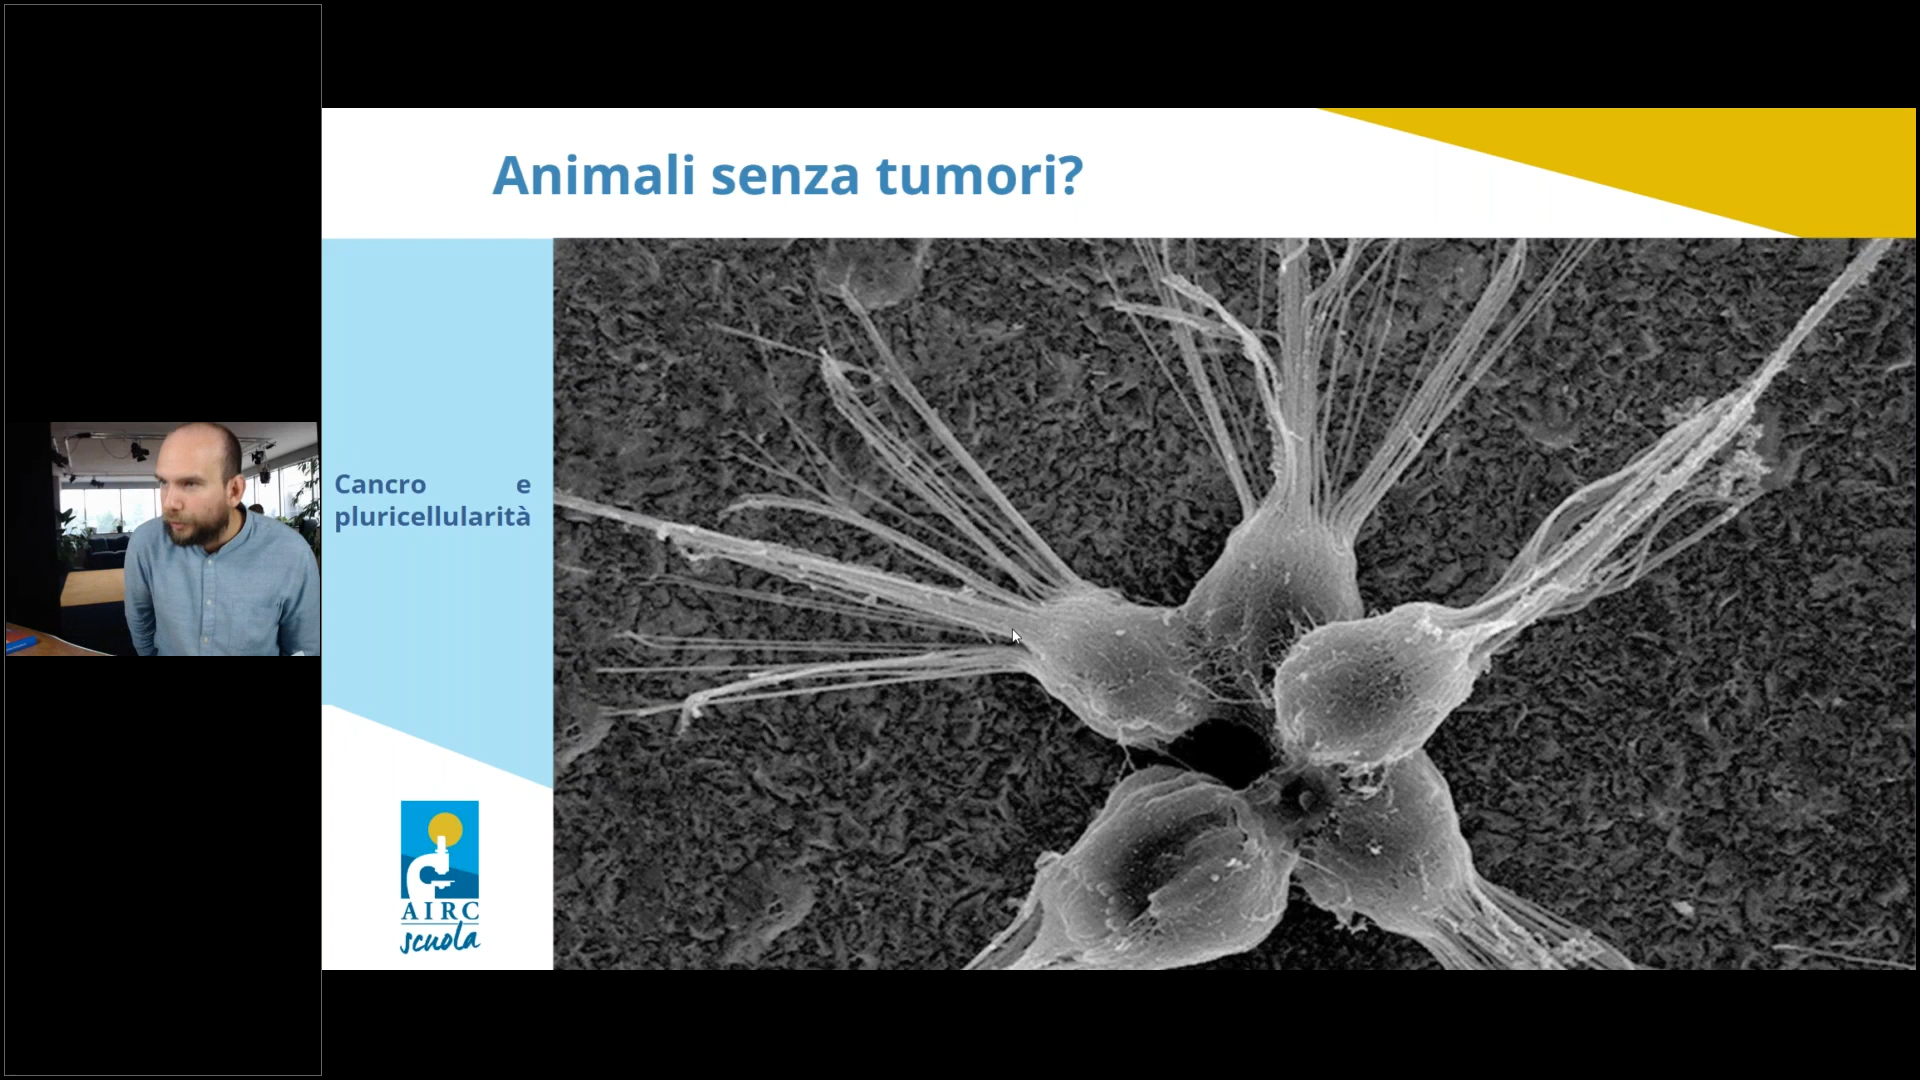 Animali senza tumori?
Cancro e
pluricellularità
AIRC
scuola